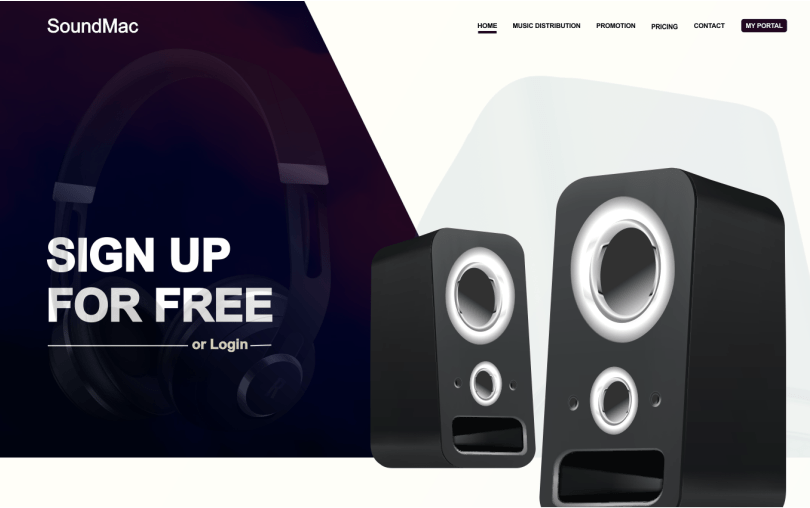 SoundMac
HOME MUSIC DISTRIBUTION PROMOTION PRICING CONTACT MY PORTAL
SIGN UP
FOR FREE
or Login